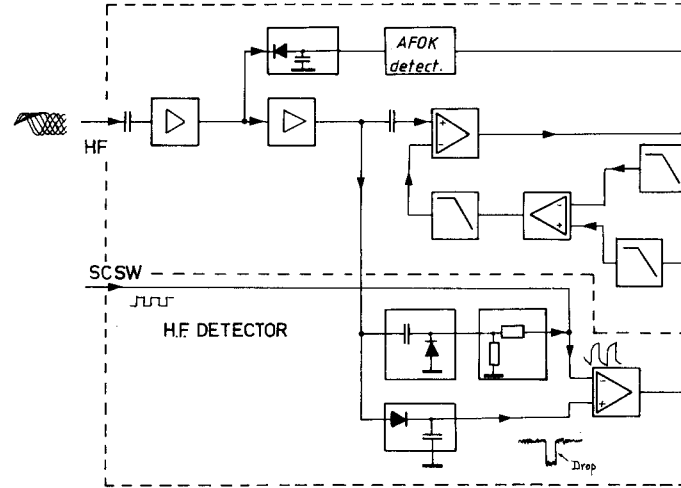 AFOK
detect.
HF
SCSW
H.F. DETECTOR
+
-
-
+
-
+
Drop